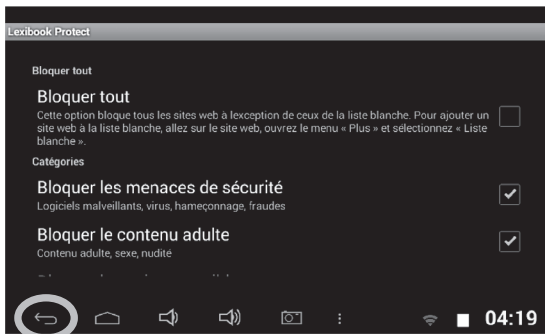 Lexibook Protect
Bloquer tout
Bloquer tout
Cette option bloque tous les sites web à lexception de ceux de la liste blanche. Pour ajouter un
site web à la liste blanche, allez sur le site web, ouvrez le menu « Plus » et sélectionnez « Liste
blanche ».
Catégories
Bloquer les menaces de sécurité
Logiciels malveillants, virus, hameçonnage, fraudes
Bloquer le contenu adulte
Contenu adulte, sexe, nudité
04:19